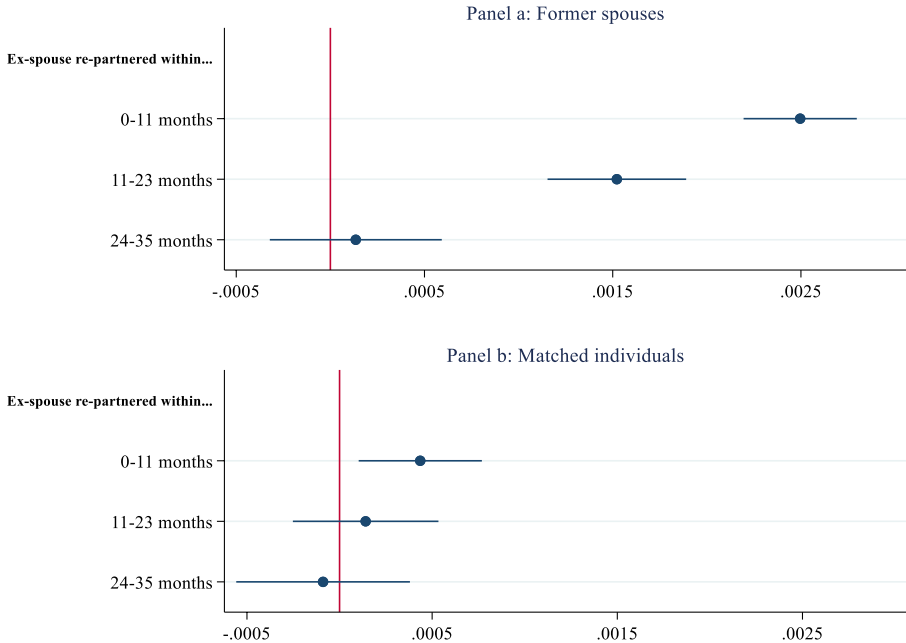 Panel a: Former spouses
Ex-spouse re-partnered within...
0-11 months
11-23 months
24-35 months
-.0005 .0005 .0015 .0025
Panel b: Matched individuals
Ex-spouse re-partnered within...
0-11 months
11-23 months
24-35 months
-.0005 .0005 .0015 .0025